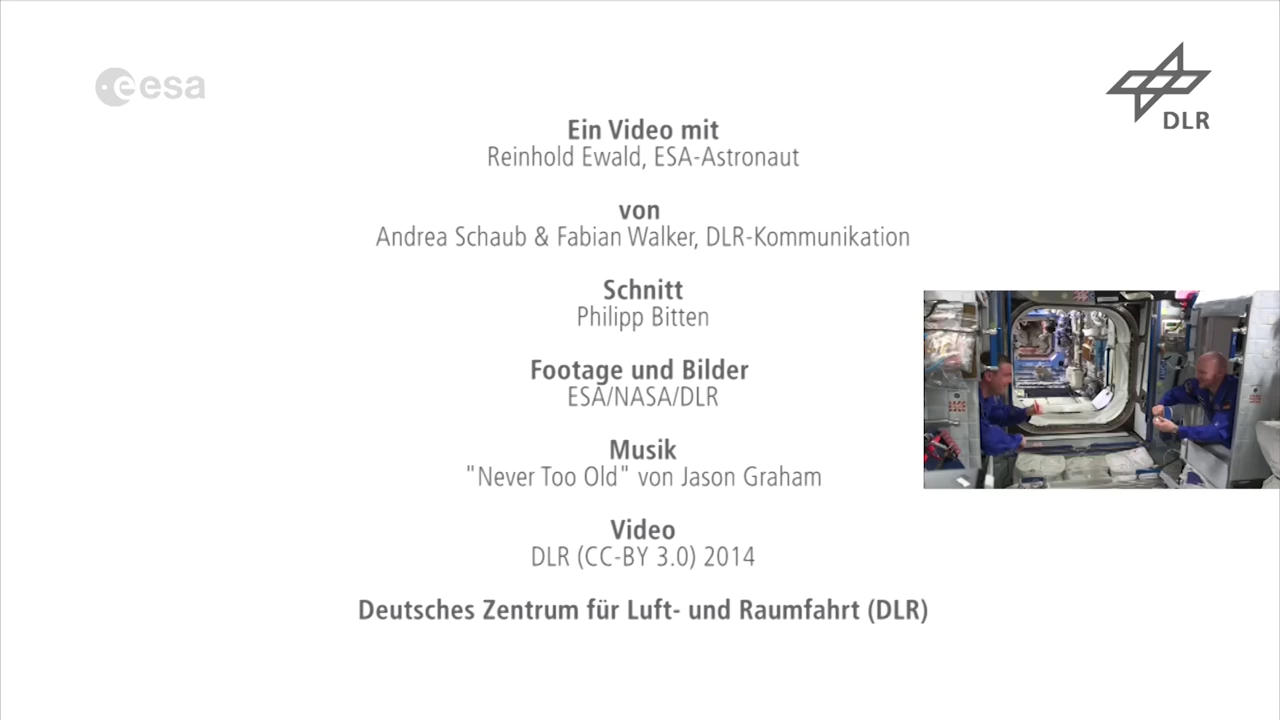 esa
DLR
Ein Video mit
Reinhold Ewald, ESA-Astronaut
von
Andrea Schaub & Fabian Walker, DLR-Kommunikation
Schnitt
Philipp Bitten
Footage und Bilder
ESA/NASA/DLR
Musik
"Never Too Old" von Jason Graham
Video
DLR (CC-BY 3.0) 2014
Deutsches Zentrum für Luft- und Raumfahrt (DLR)